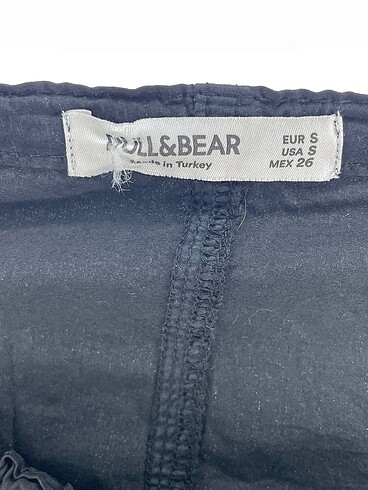 PULL&BEAR
Made in Turkey
EUR S
USA S
MEX 26